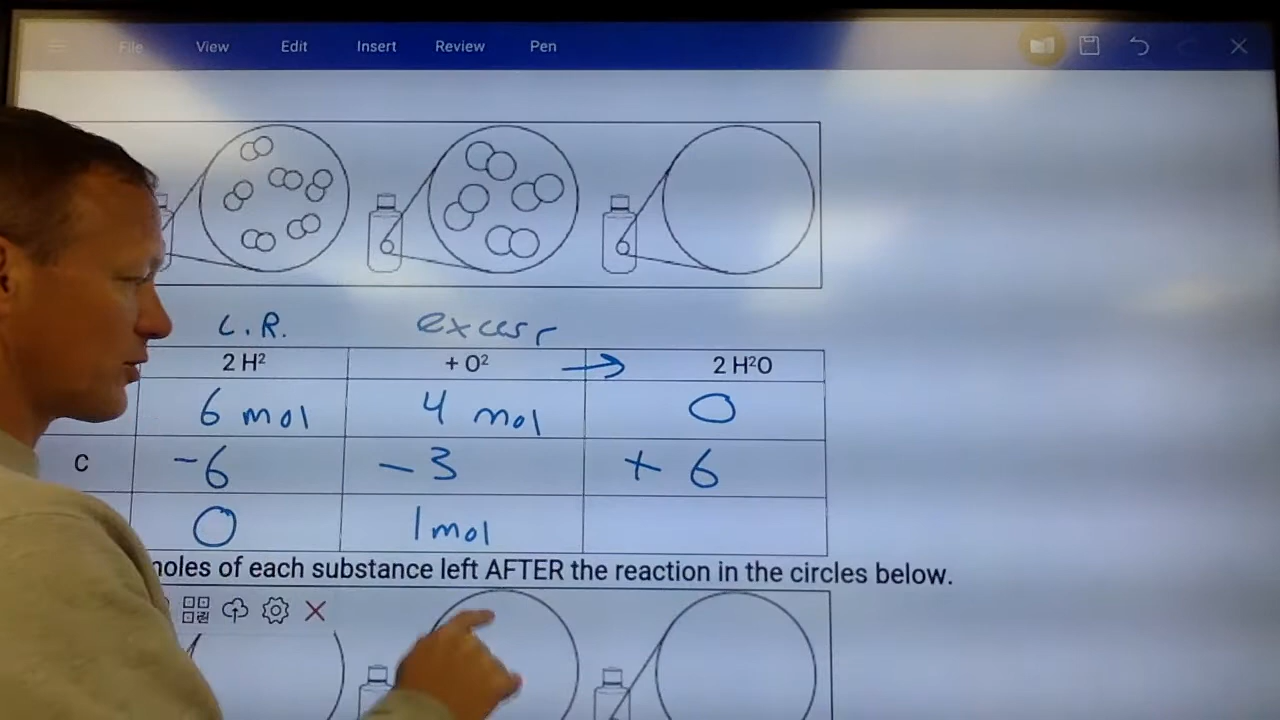 File View Edit Insert Review Pen
L.R. excess
2 H² + O² → 2 H²O
6 mol 4 mol 0
C -6 -3 + 6
0 1 mol
moles of each substance left AFTER the reaction in the circles below.